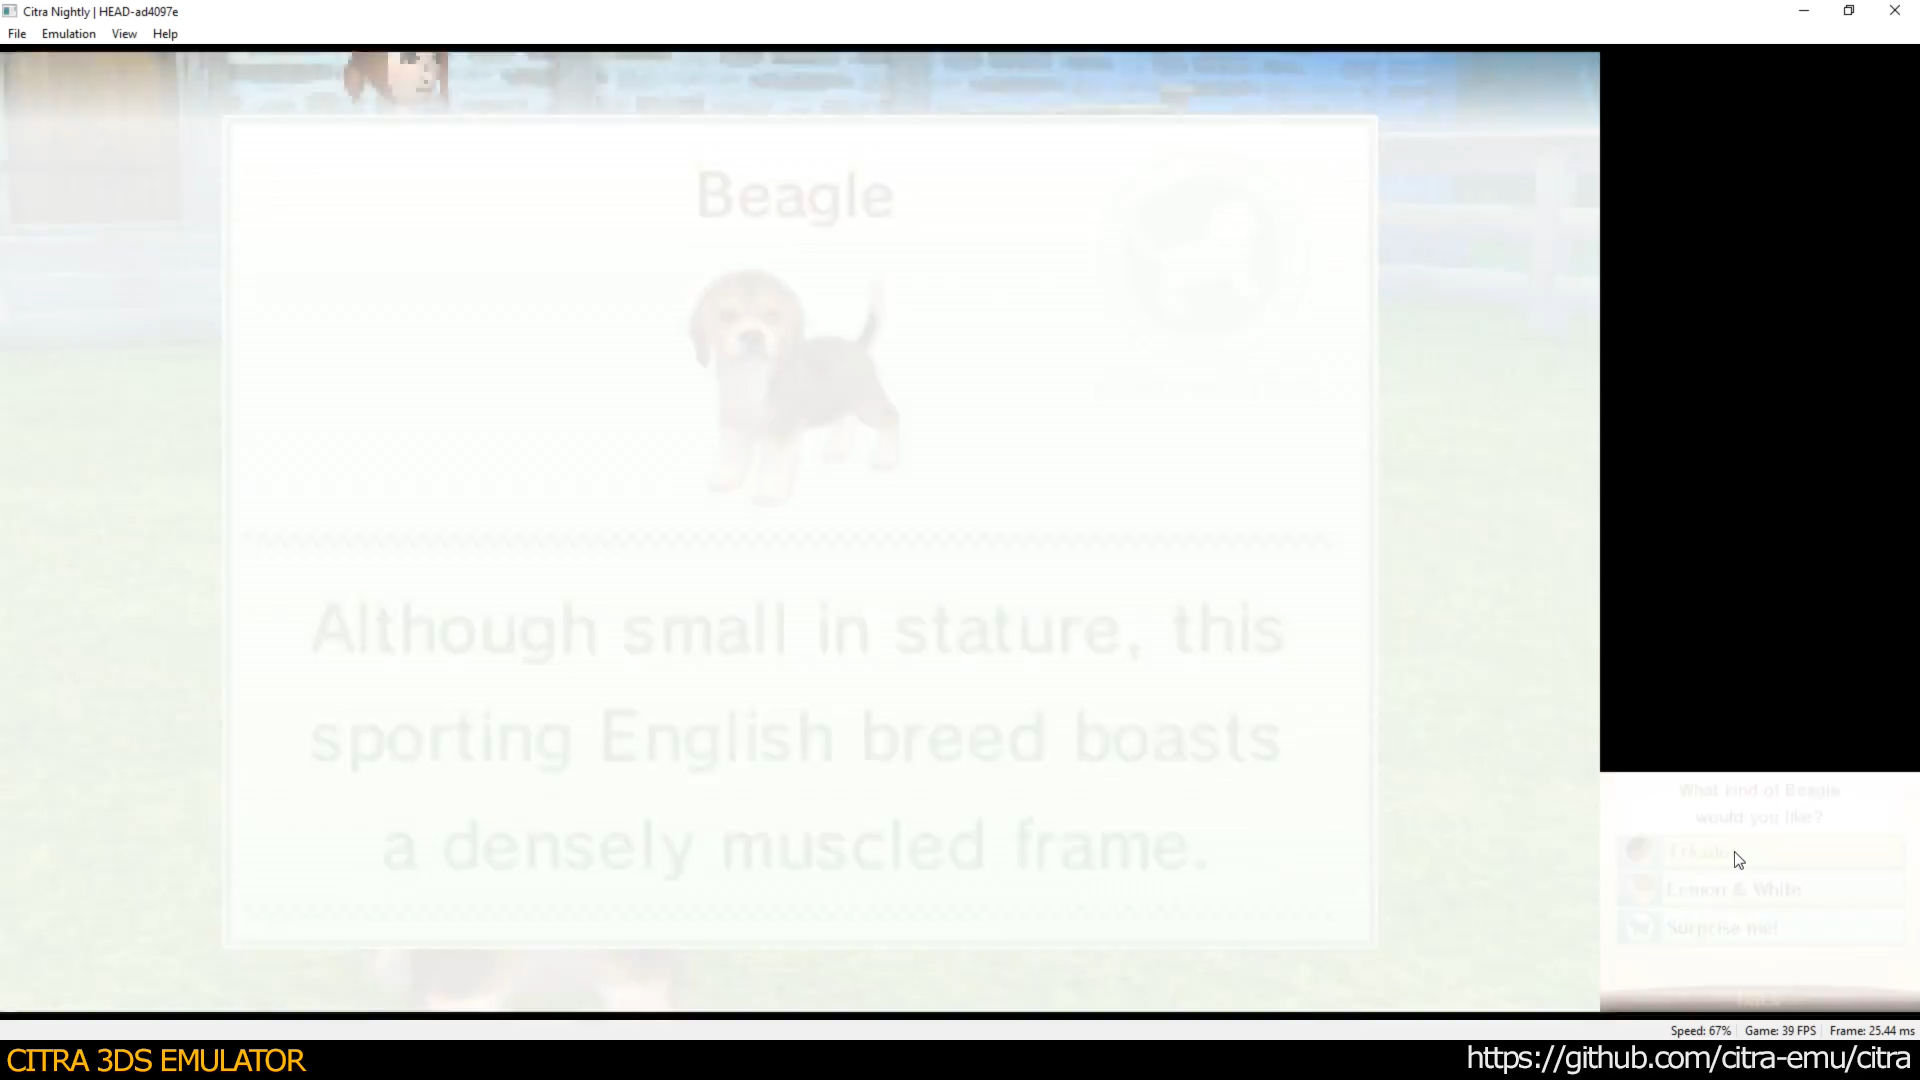 Citra Nightly | HEAD-ad4097e
File Emulation View Help
Beagle
Although small in stature, this
sporting English breed boasts
a densely muscled frame.
What kind of Beagle
would you like?
Lemon & White
Surprise me!
Speed: 67% Game: 39 FPS Frame: 25.44 ms
CITRA 3DS EMULATOR
https://github.com/citra-emu/citra